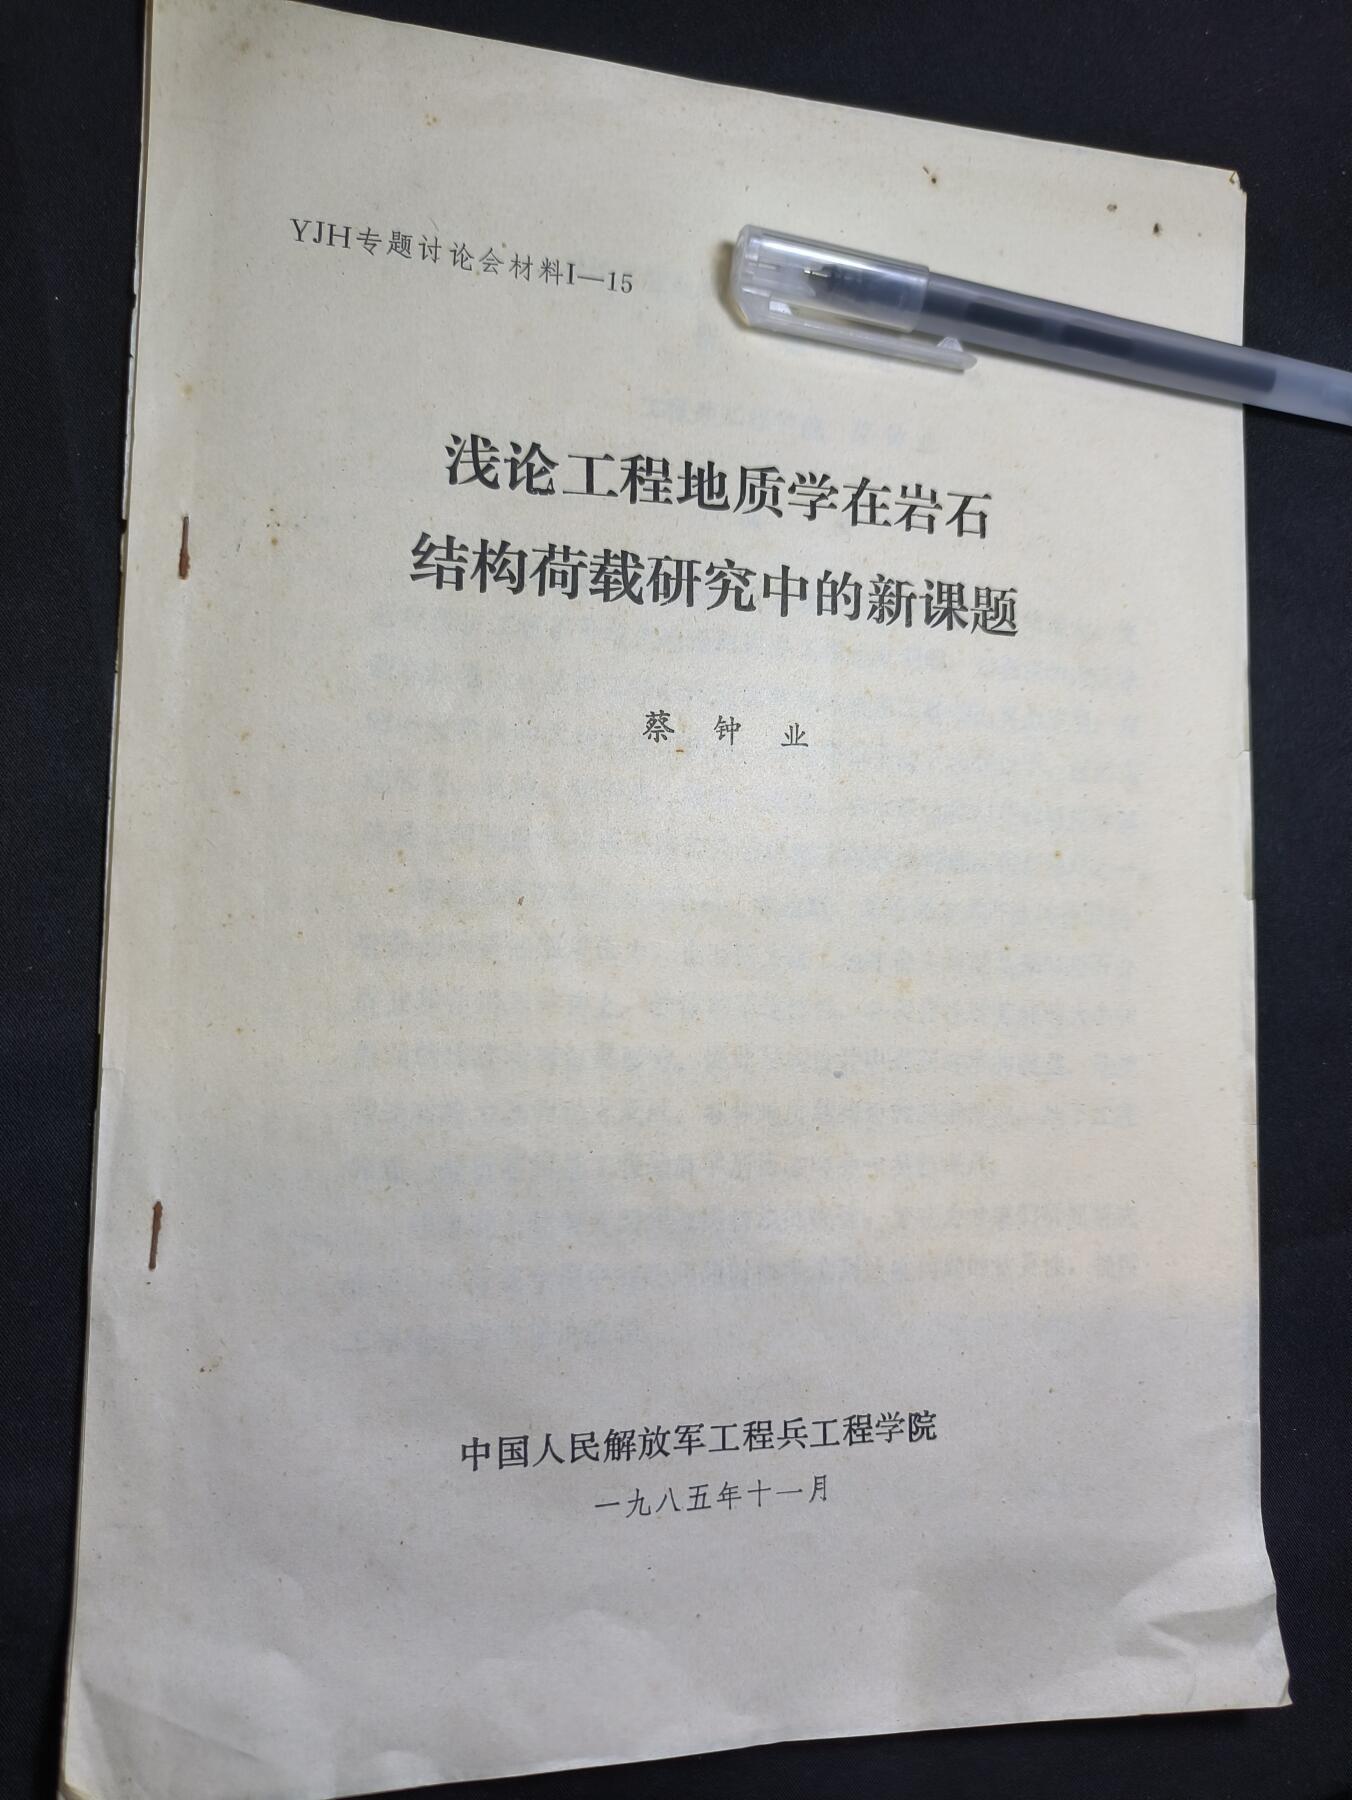 YJH专题讨论会材料I—15
浅论工程地质学在岩石
结构荷载研究中的新课题
蔡钟业
中国人民解放军工程兵工程学院
一九八五年十一月